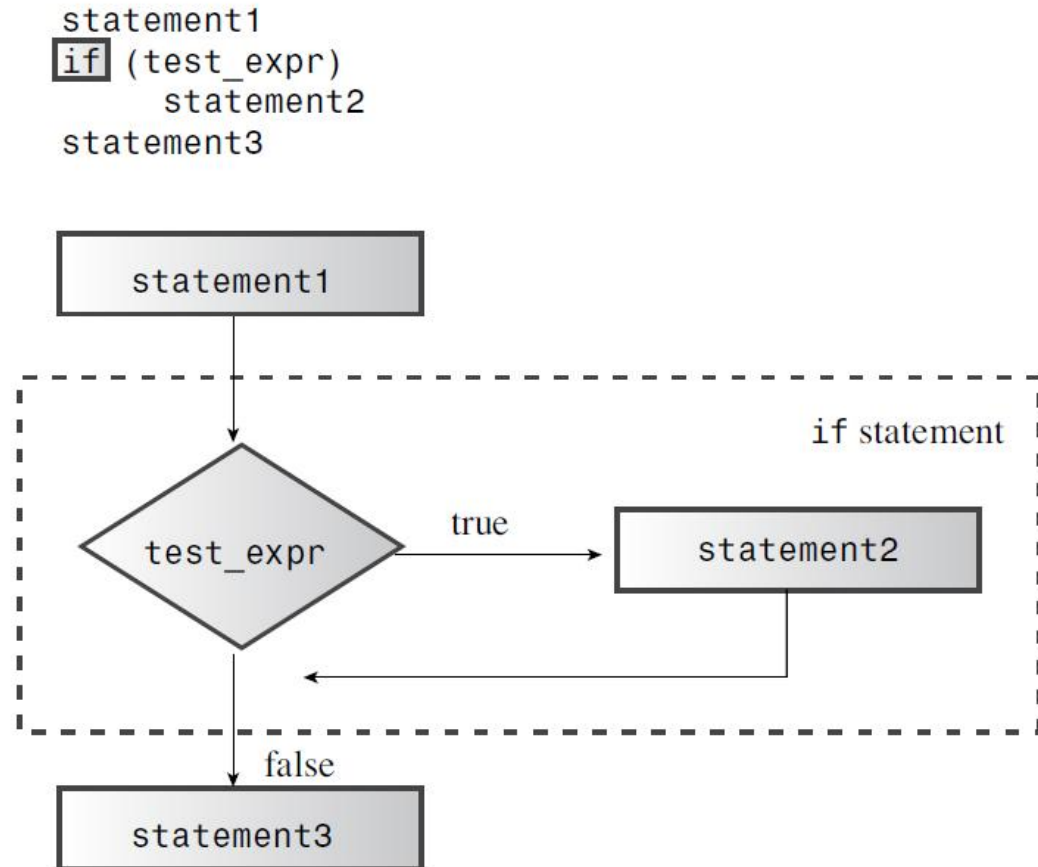 statement1
if (test_expr)
statement2
statement3
statement1
if statement
test_expr
true
statement2
false
statement3